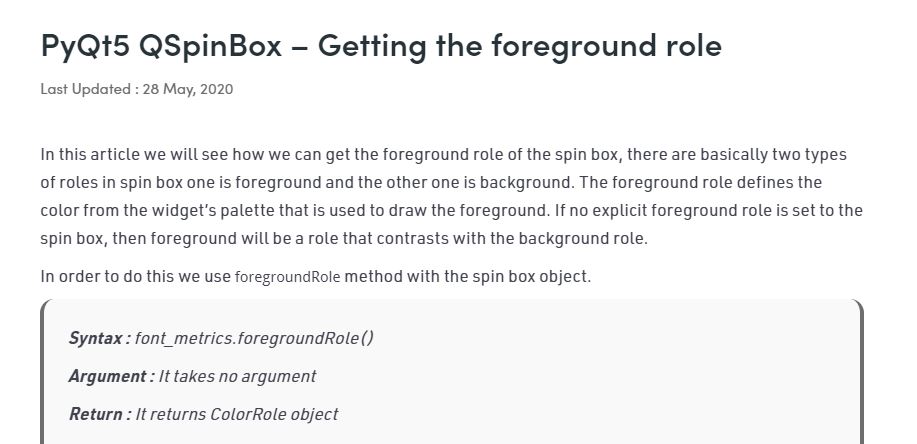 PyQt5 QSpinBox – Getting the foreground role
Last Updated : 28 May, 2020
In this article we will see how we can get the foreground role of the spin box, there are basically two types
of roles in spin box one is foreground and the other one is background. The foreground role defines the
color from the widget’s palette that is used to draw the foreground. If no explicit foreground role is set to the
spin box, then foreground will be a role that contrasts with the background role.
In order to do this we use foregroundRole method with the spin box object.
Syntax : font_metrics.foregroundRole()
Argument : It takes no argument
Return : It returns ColorRole object